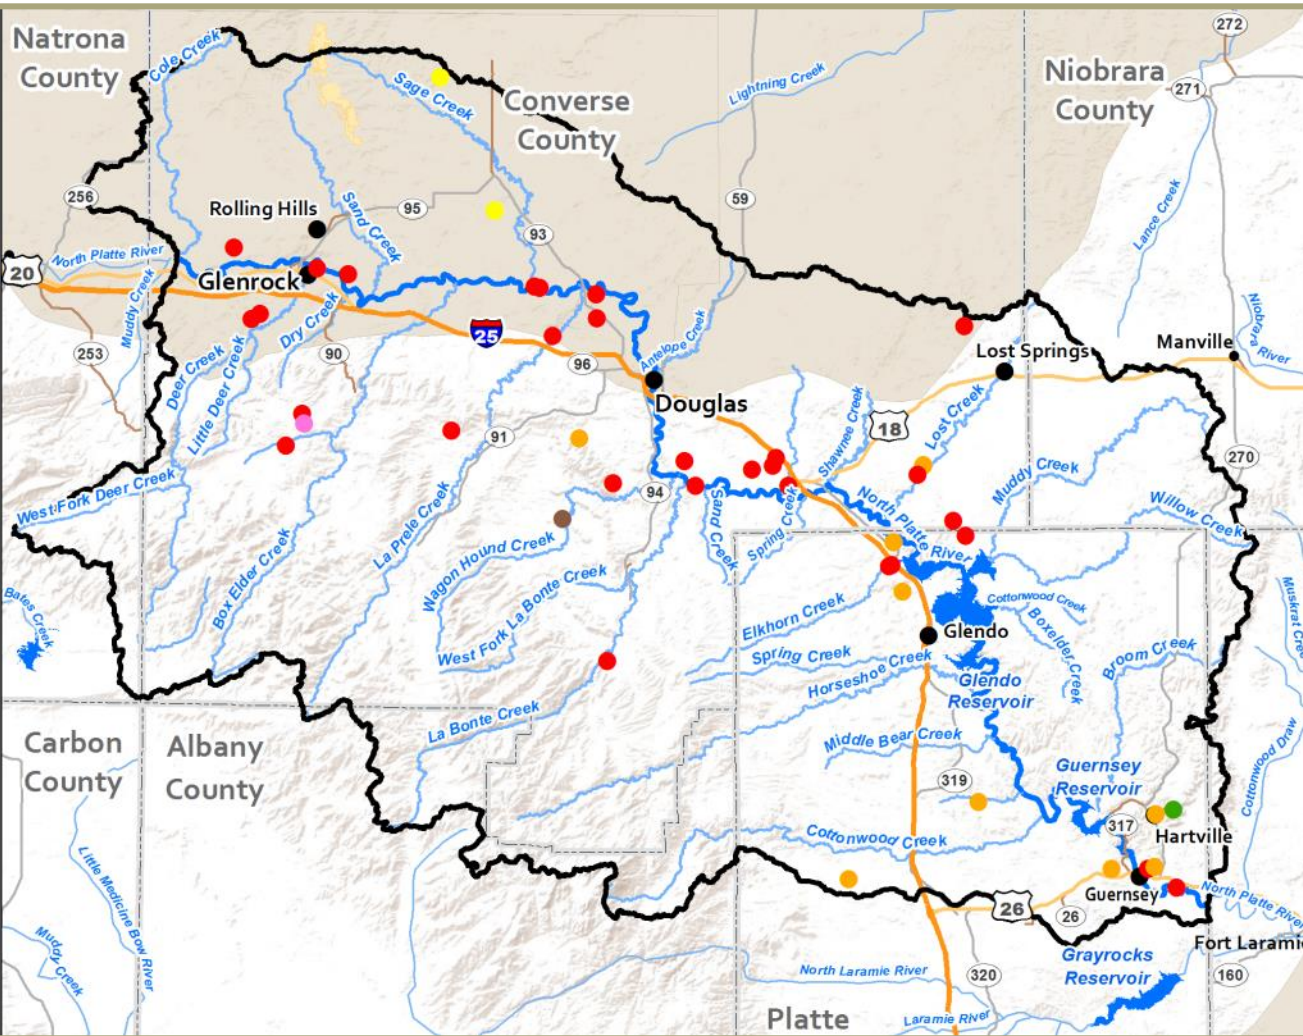 272
Natrona
County
Cole Creek
Sage Creek
Converse
County
Lightning Creek
Niobrara
County
271
256
Rolling Hills
95
Sand Creek
93
59
Lance Creek
North Platte River
20
Muddy Creek
Glenrock
Niobrara River
253
Dry Creek
90
25
Antelope Creek
96
Lost Springs
Manville
Deer Creek
Little Deer Creek
Douglas
Shawnee Creek
18
Lost Creek
91
270
West Fork Deer Creek
94
Muddy Creek
Willow Creek
La Prele Creek
Sand Creek
Spring Creek
North Platte River
Box Elder Creek
Wagon Hound Creek
West Fork La Bonte Creek
Bates Creek
Elkhorn Creek
Cottonwood Creek
Boxelder Creek
Muskrat Cree
Glendo
Spring Creek
Horseshoe Creek
Broom Creek
Glendo
Reservoir
La Bonte Creek
Middle Bear Creek
Carbon
County
Albany
County
Cottonwood Draw
Guernsey
Reservoir
319
317
Hartville
Cottonwood Creek
Little Medicine Bow River
Guernsey
North Platte River
26
26
Muddy Creek
Fort Laramie
Grayrocks
Reservoir
North Laramie River
320
160
Platte
Laramie River